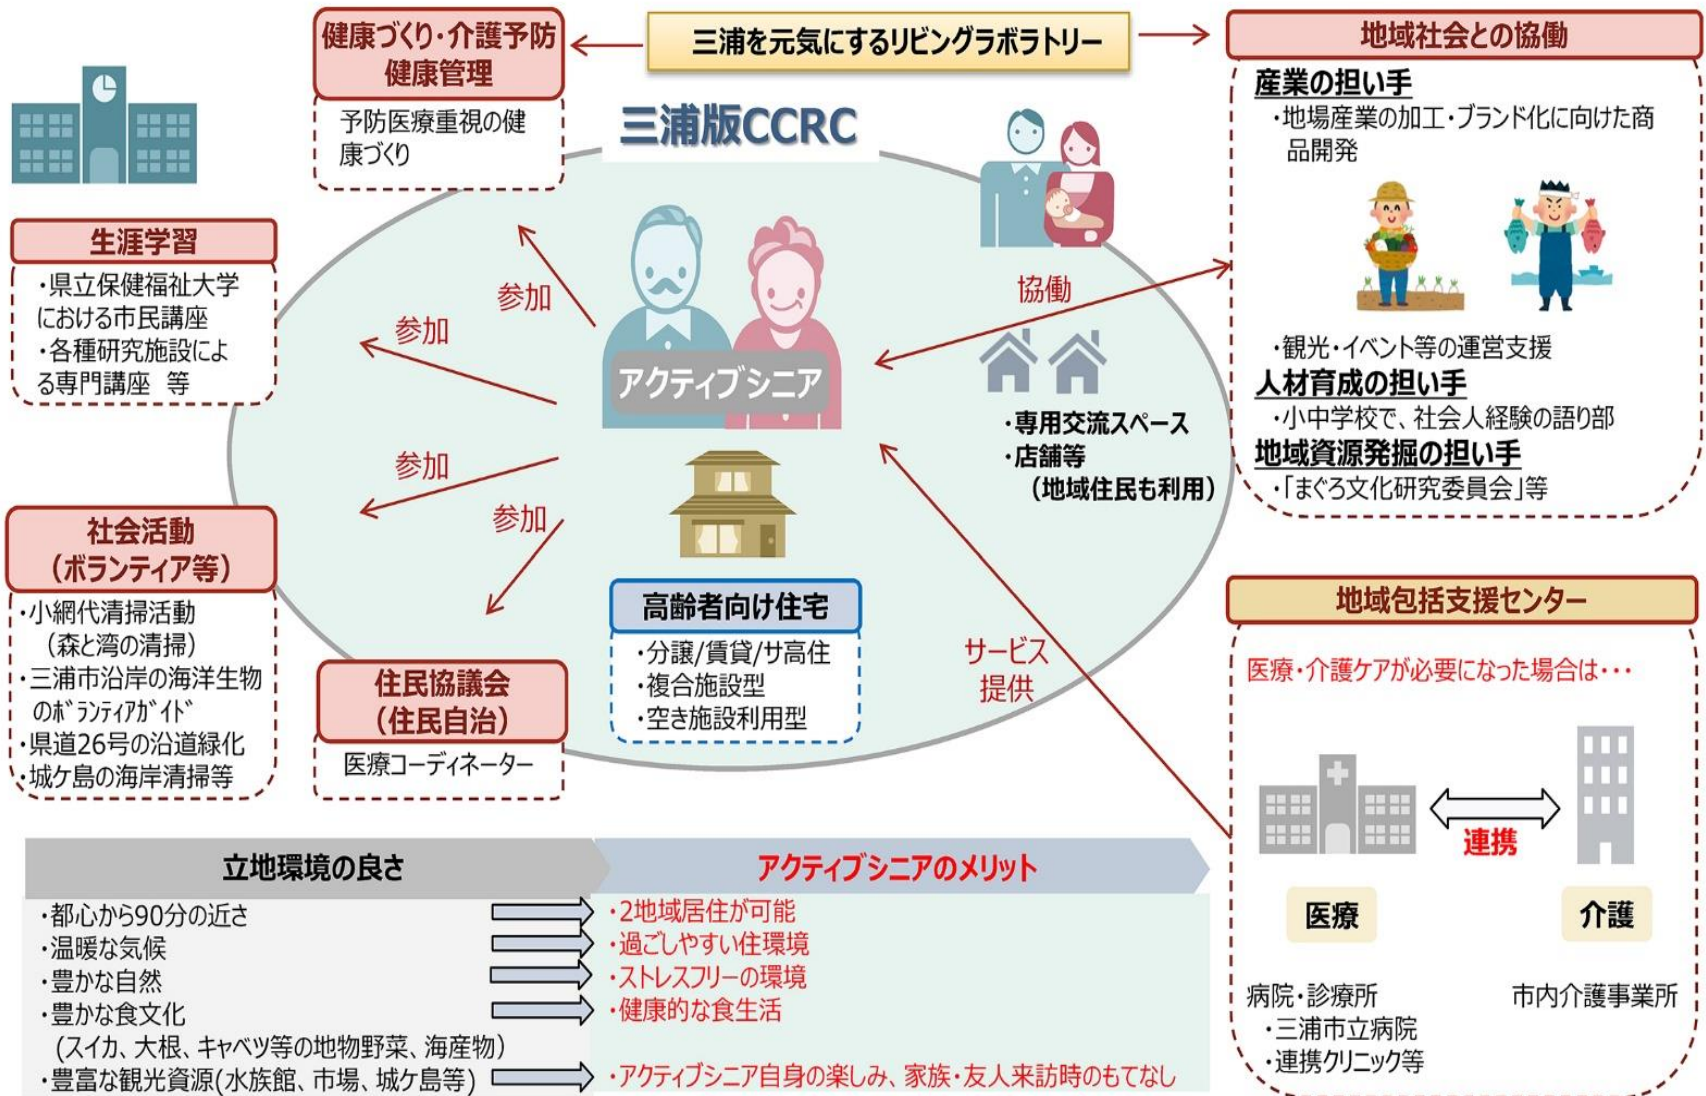 三浦を元気にするリビングラボラトリー
三浦版CCRC
健康づくり・介護予防
健康管理
予防医療重視の健
康づくり
生涯学習
・県立保健福祉大学
における市民講座
・各種研究施設によ
る専門講座 等
社会活動
（ボランティア等）
・小網代清掃活動
（森と湾の清掃）
・三浦市沿岸の海洋生物
のﾎﾞﾗﾝﾃｨｱｶﾞｲﾄﾞ
・県道26号の沿道緑化
・城ケ島の海岸清掃等
住民協議会
（住民自治）
医療コーディネーター
参加
参加
参加
参加
アクティブシニア
高齢者向け住宅
・分譲/賃貸/サ高住
・複合施設型
・空き施設利用型
協働
・専用交流スペース
・店舗等
（地域住民も利用）
サービス
提供
地域社会との協働
産業の担い手
・地場産業の加工・ブランド化に向けた商
品開発
・観光・イベント等の運営支援
人材育成の担い手
・小中学校で、社会人経験の語り部
地域資源発掘の担い手
・「まぐろ文化研究委員会」等
地域包括支援センター
医療・介護ケアが必要になった場合は・・・
連携
医療
介護
病院・診療所
・三浦市立病院
・連携クリニック等
市内介護事業所
立地環境の良さ
アクティブシニアのメリット
・都心から90分の近さ
・2地域居住が可能
・温暖な気候
・過ごしやすい住環境
・豊かな自然
・ストレスフリーの環境
・豊かな食文化
・健康的な食生活
(スイカ、大根、キャベツ等の地物野菜、海産物）
・豊富な観光資源(水族館、市場、城ケ島等)
・アクティブシニア自身の楽しみ、家族・友人来訪時のもてなし